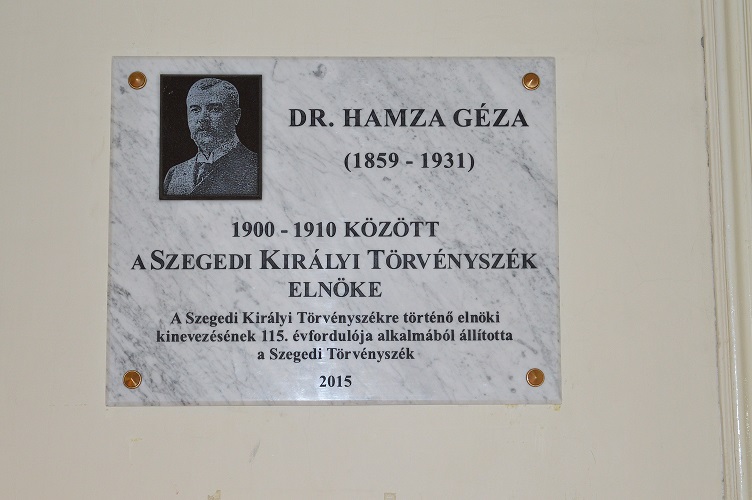 DR. HAMZA GÉZA
(1859 - 1931)
1900 - 1910 KÖZÖTT
A SZEGEDI KIRÁLYI TÖRVÉNYSZÉK
ELNÖKE
A Szegedi Királyi Törvényszékre történő elnöki
kinevezésének 115. évfordulója alkalmából állította
a Szegedi Törvényszék
2015